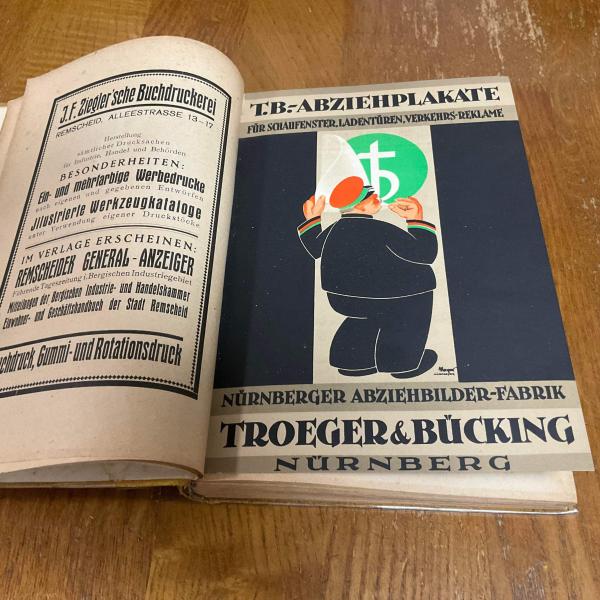 J.F. Ziegler'sche Buchdruckerei
REMSCHEID, ALLEESTRASSE 13-17
Herstellung
sämtlicher Drucksachen
für Industrie, Handel und Behörden
BESONDERHEITEN:
Ein- und mehrfarbige Werbedrucke
nach eigenen und gegebenen Entwürfen
Jllustrierte Werkzeugkataloge
unter Verwendung eigener Druckstöcke
IM VERLAGE ERSCHEINEN:
REMSCHEIDER GENERAL-ANZEIGER
Führende Tageszeitung i. Bergischen Industriegebiet
Mitteilungen der Bergischen Industrie- und Handelskammer
Einwohner- und Geschäftshandbuch der Stadt Remscheid
chdruck, Gummi- und Rotationsdruck
T.B.-ABZIEHPLAKATE
FÜR SCHAUFENSTER, LADENTÜREN, VERKEHRS-REKLAME
tb
NÜRNBERGER ABZIEHBILDER-FABRIK
TROEGER & BÜCKING
NÜRNBERG